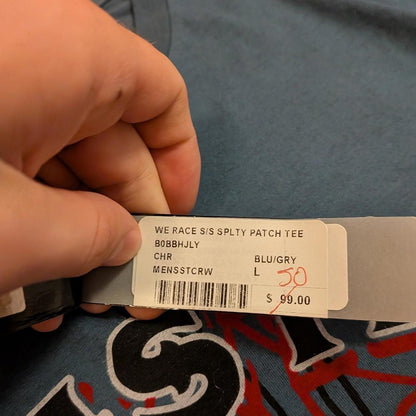 WE RACE S/S SPLTY PATCH TEE
B0BBHJLY
CHR BLU/GRY
MENSSTCRW L
50
$ 99.00